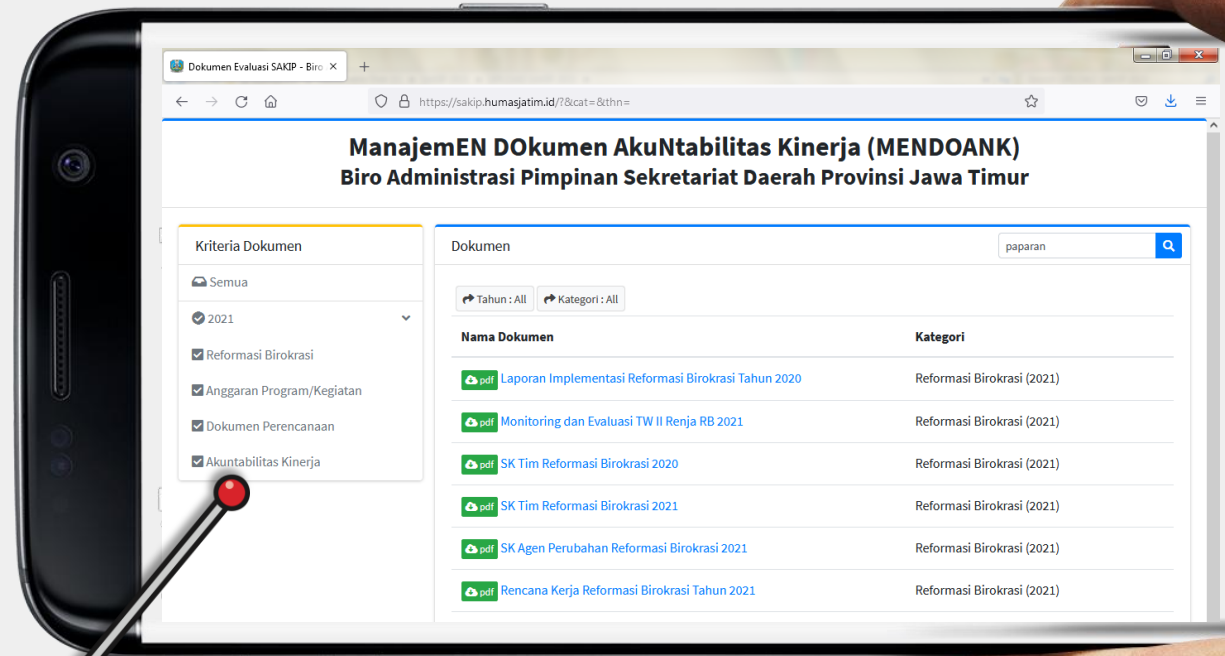 Dokumen Evaluasi SAKIP - Biro
https://sakip.humasjatim.id/?&cat=&thn=
ManajemEN DOkumen AkuNtabilitas Kinerja (MENDOANK)
Biro Administrasi Pimpinan Sekretariat Daerah Provinsi Jawa Timur
Kriteria Dokumen
Semua
2021
Reformasi Birokrasi
Anggaran Program/Kegiatan
Dokumen Perencanaan
Akuntabilitas Kinerja
Dokumen
paparan
Tahun : All Kategori : All
Nama Dokumen Kategori
pdf Laporan Implementasi Reformasi Birokrasi Tahun 2020 Reformasi Birokrasi (2021)
pdf Monitoring dan Evaluasi TW II Renja RB 2021 Reformasi Birokrasi (2021)
pdf SK Tim Reformasi Birokrasi 2020 Reformasi Birokrasi (2021)
pdf SK Tim Reformasi Birokrasi 2021 Reformasi Birokrasi (2021)
pdf SK Agen Perubahan Reformasi Birokrasi 2021 Reformasi Birokrasi (2021)
pdf Rencana Kerja Reformasi Birokrasi Tahun 2021 Reformasi Birokrasi (2021)